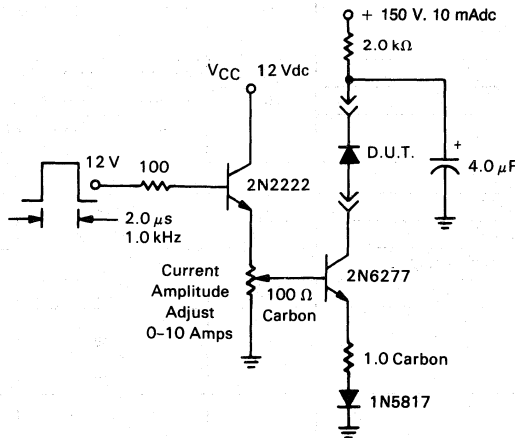 + 150 V. 10 mAdc
2.0 kΩ
VCC 12 Vdc
+
D.U.T.
4.0 μF
12 V
100
2N2222
2.0 μs
1.0 kHz
Current
Amplitude
Adjust
0–10 Amps
100 Ω
Carbon
2N6277
1.0 Carbon
1N5817